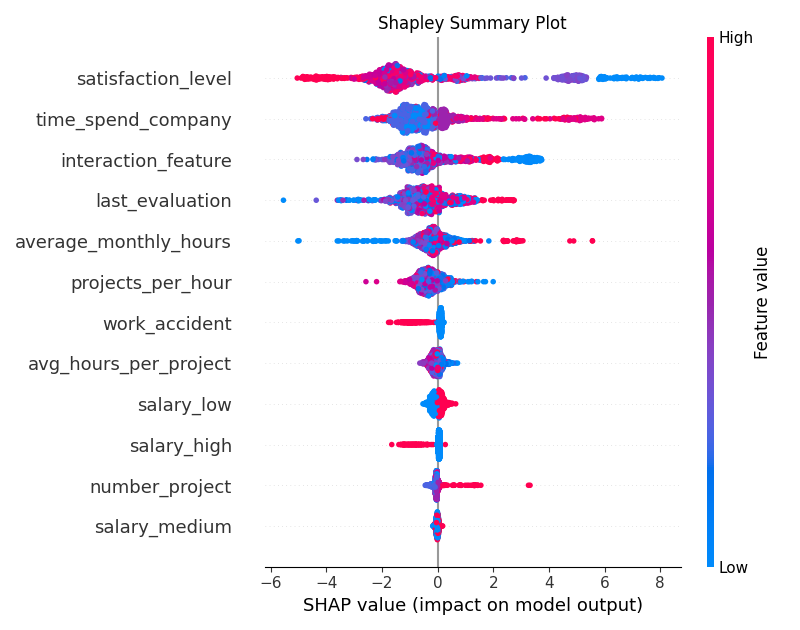 Shapley Summary Plot
High
satisfaction_level
time_spend_company
interaction_feature
last_evaluation
average_monthly_hours
projects_per_hour
work_accident
avg_hours_per_project
salary_low
salary_high
number_project
salary_medium
Feature value
Low
−6 −4 −2 0 2 4 6 8
SHAP value (impact on model output)